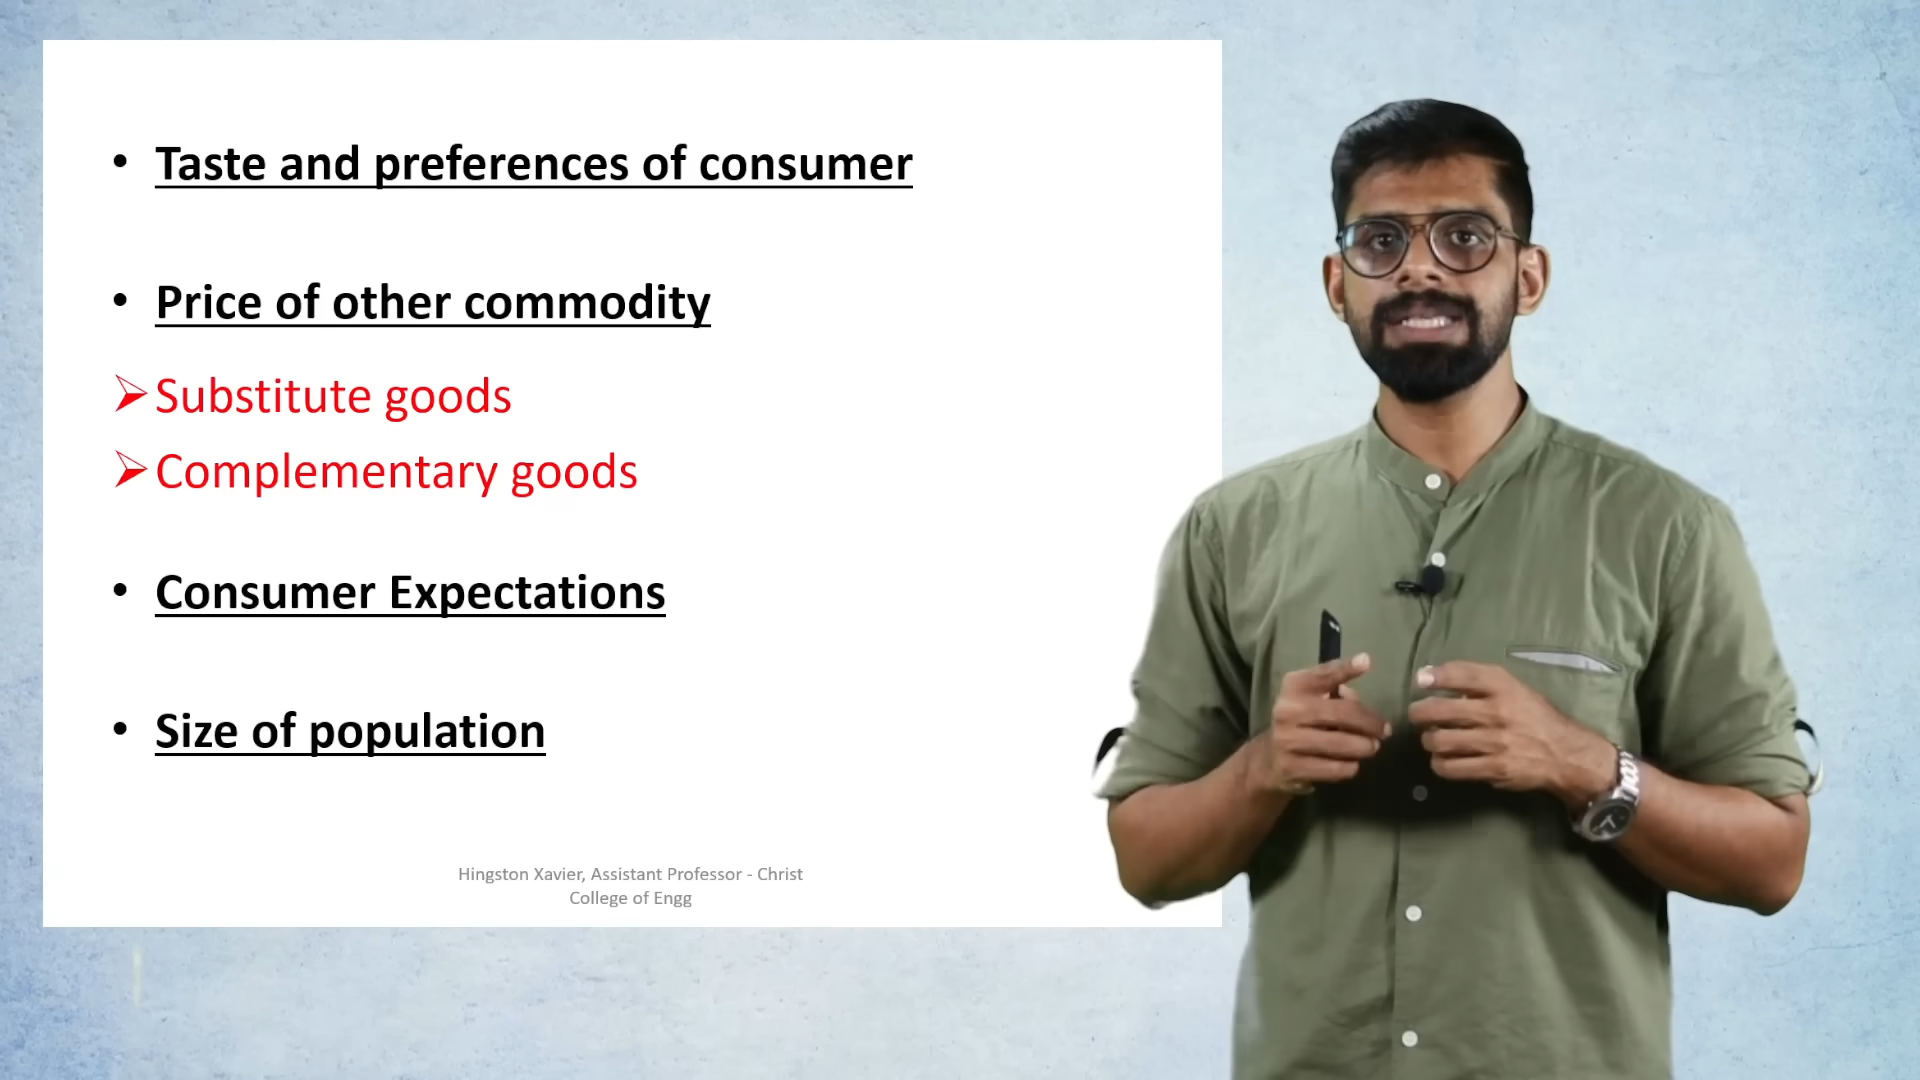 • Taste and preferences of consumer
• Price of other commodity
➢Substitute goods
➢Complementary goods
• Consumer Expectations
• Size of population
Hingston Xavier, Assistant Professor - Christ
College of Engg